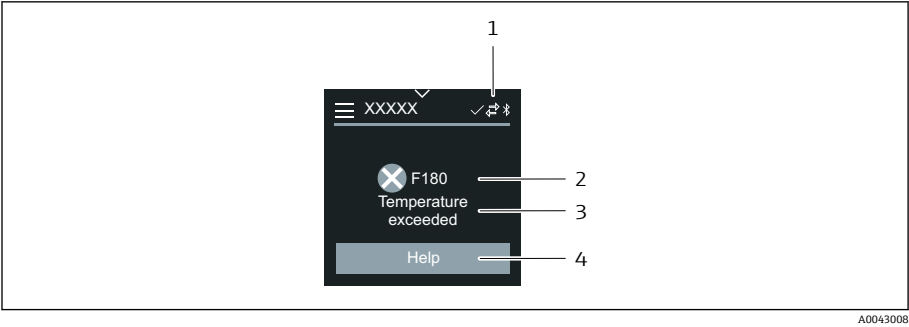 1
XXXXX
F180
2
Temperature
exceeded
3
Help
4
A0043008